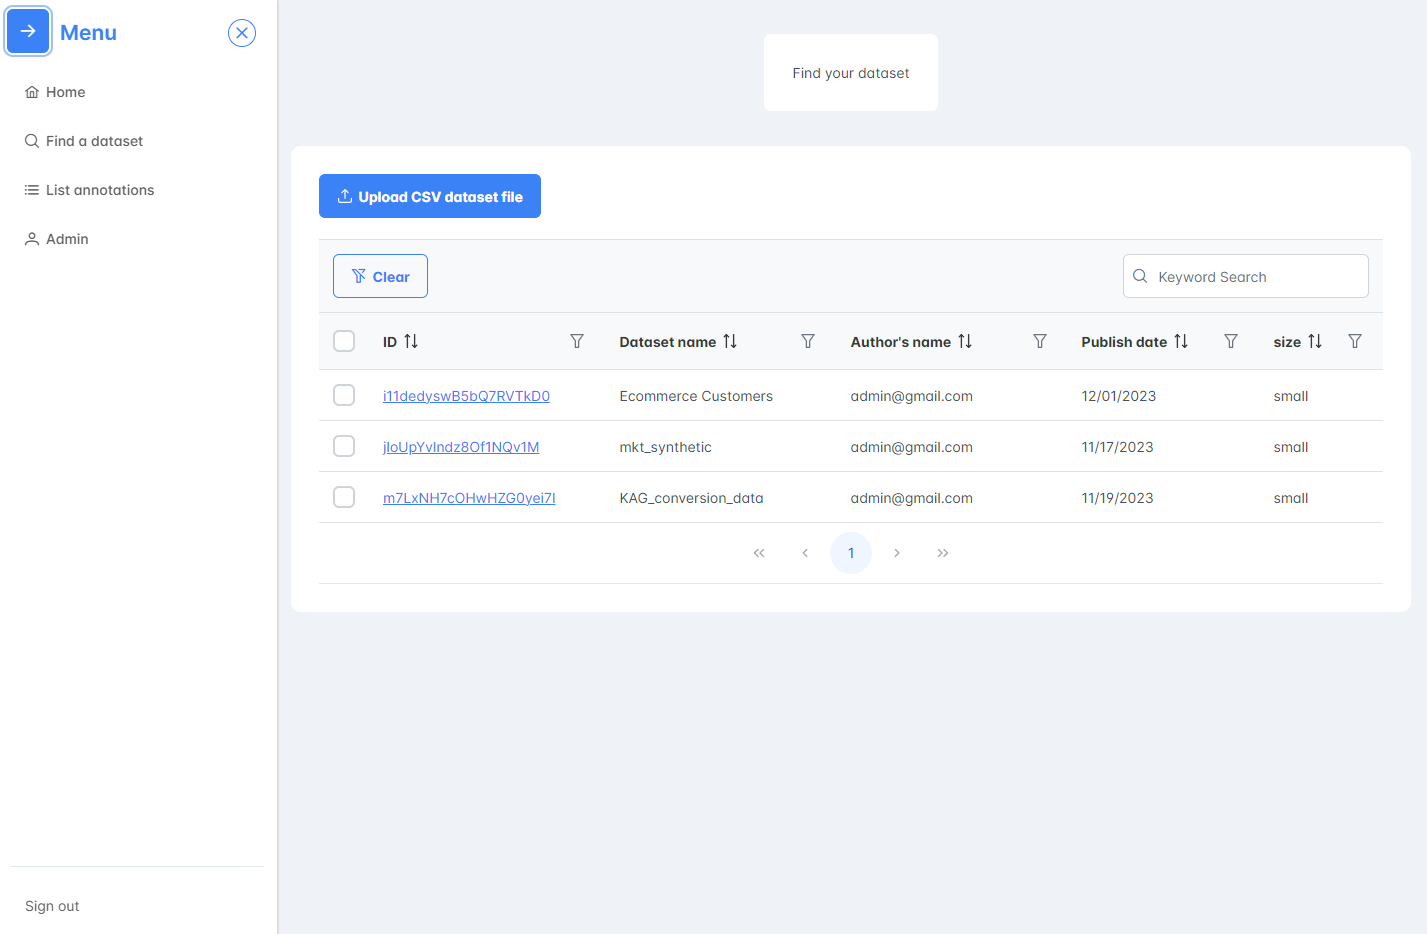 Menu
Home
Find a dataset
List annotations
Admin
Sign out
Find your dataset
Upload CSV dataset file
Clear
Keyword Search
ID Dataset name Author's name Publish date size
i11dedyswB5bQ7RVTkD0 Ecommerce Customers admin@gmail.com 12/01/2023 small
jIoUpYvIndz8Of1NQv1M mkt_synthetic admin@gmail.com 11/17/2023 small
m7LxNH7cOHwHZG0yei7I KAG_conversion_data admin@gmail.com 11/19/2023 small
« ‹ 1 › »